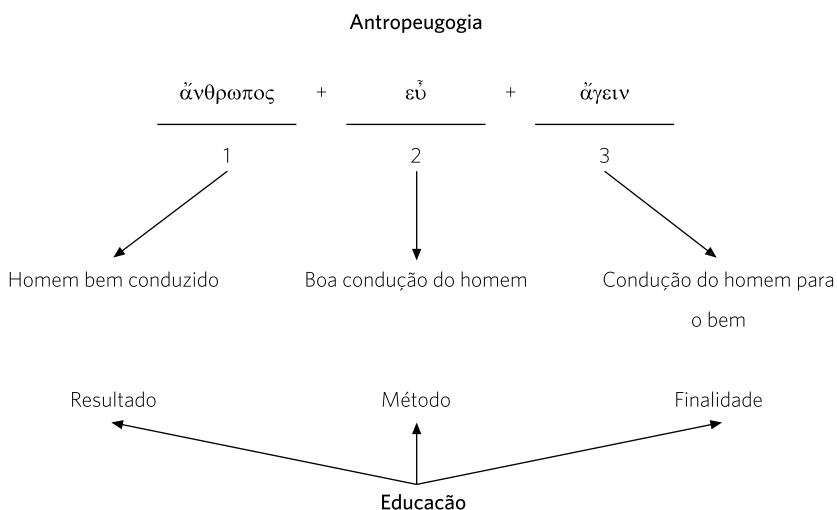 Antropeugogia
ἄνθρωπος + εὖ + ἄγειν
1 2 3
Homem bem conduzido Boa condução do homem Condução do homem para
o bem
Resultado Método Finalidade
Educacão